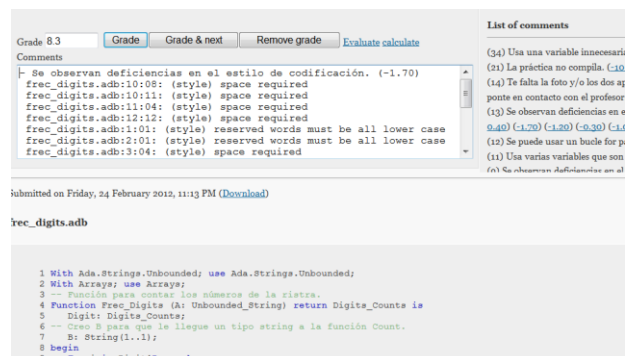 Grade 8.3 Grade Grade & next Remove grade Evaluate calculate
Comments
- Se observan deficiencias en el estilo de codificación. (-1.70)
frec_digits.adb:10:08: (style) space required
frec_digits.adb:10:11: (style) space required
frec_digits.adb:11:04: (style) space required
frec_digits.adb:12:12: (style) space required
frec_digits.adb:1:01: (style) reserved words must be all lower case
frec_digits.adb:2:01: (style) reserved words must be all lower case
frec_digits.adb:3:04: (style) space required
List of comments
(34) Usa una variable innecesaria
(21) La práctica no compila. (-10
(14) Te falta la foto y/o los dos ap
ponte en contacto con el profesor
(13) Se observan deficiencias en e
0.40) (-1.70) (-1.20) (-0.30) (-1.0
(12) Se puede usar un bucle for pa
(11) Usa varias variables que son
(9) Se observan deficiencias en el
Submitted on Friday, 24 February 2012, 11:13 PM (Download)
frec_digits.adb
1 With Ada.Strings.Unbounded; use Ada.Strings.Unbounded;
2 With Arrays; use Arrays;
3 -- Función para contar los números de la ristra.
4 Function Frec_Digits (A: Unbounded_String) return Digits_Counts is
5 Digit: Digits_Counts;
6 -- Creo B para que le llegue un tipo string a la función Count.
7 B: String(1..1);
8 begin